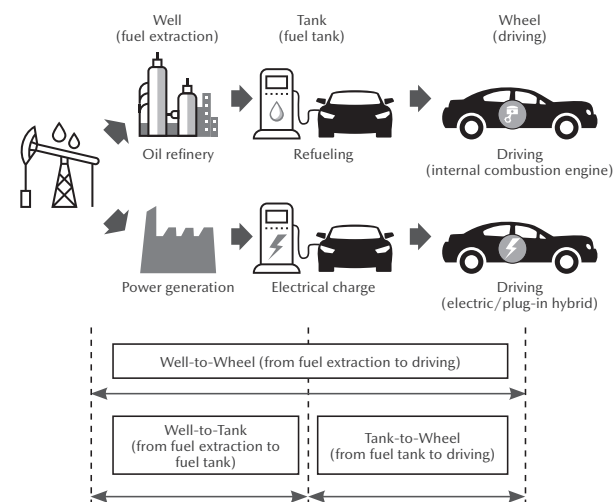 Well
(fuel extraction)
Tank
(fuel tank)
Wheel
(driving)
Oil refinery
Refueling
Driving
(internal combustion engine)
Power generation
Electrical charge
Driving
(electric/plug-in hybrid)
Well-to-Wheel (from fuel extraction to driving)
Well-to-Tank
(from fuel extraction to
fuel tank)
Tank-to-Wheel
(from fuel tank to driving)